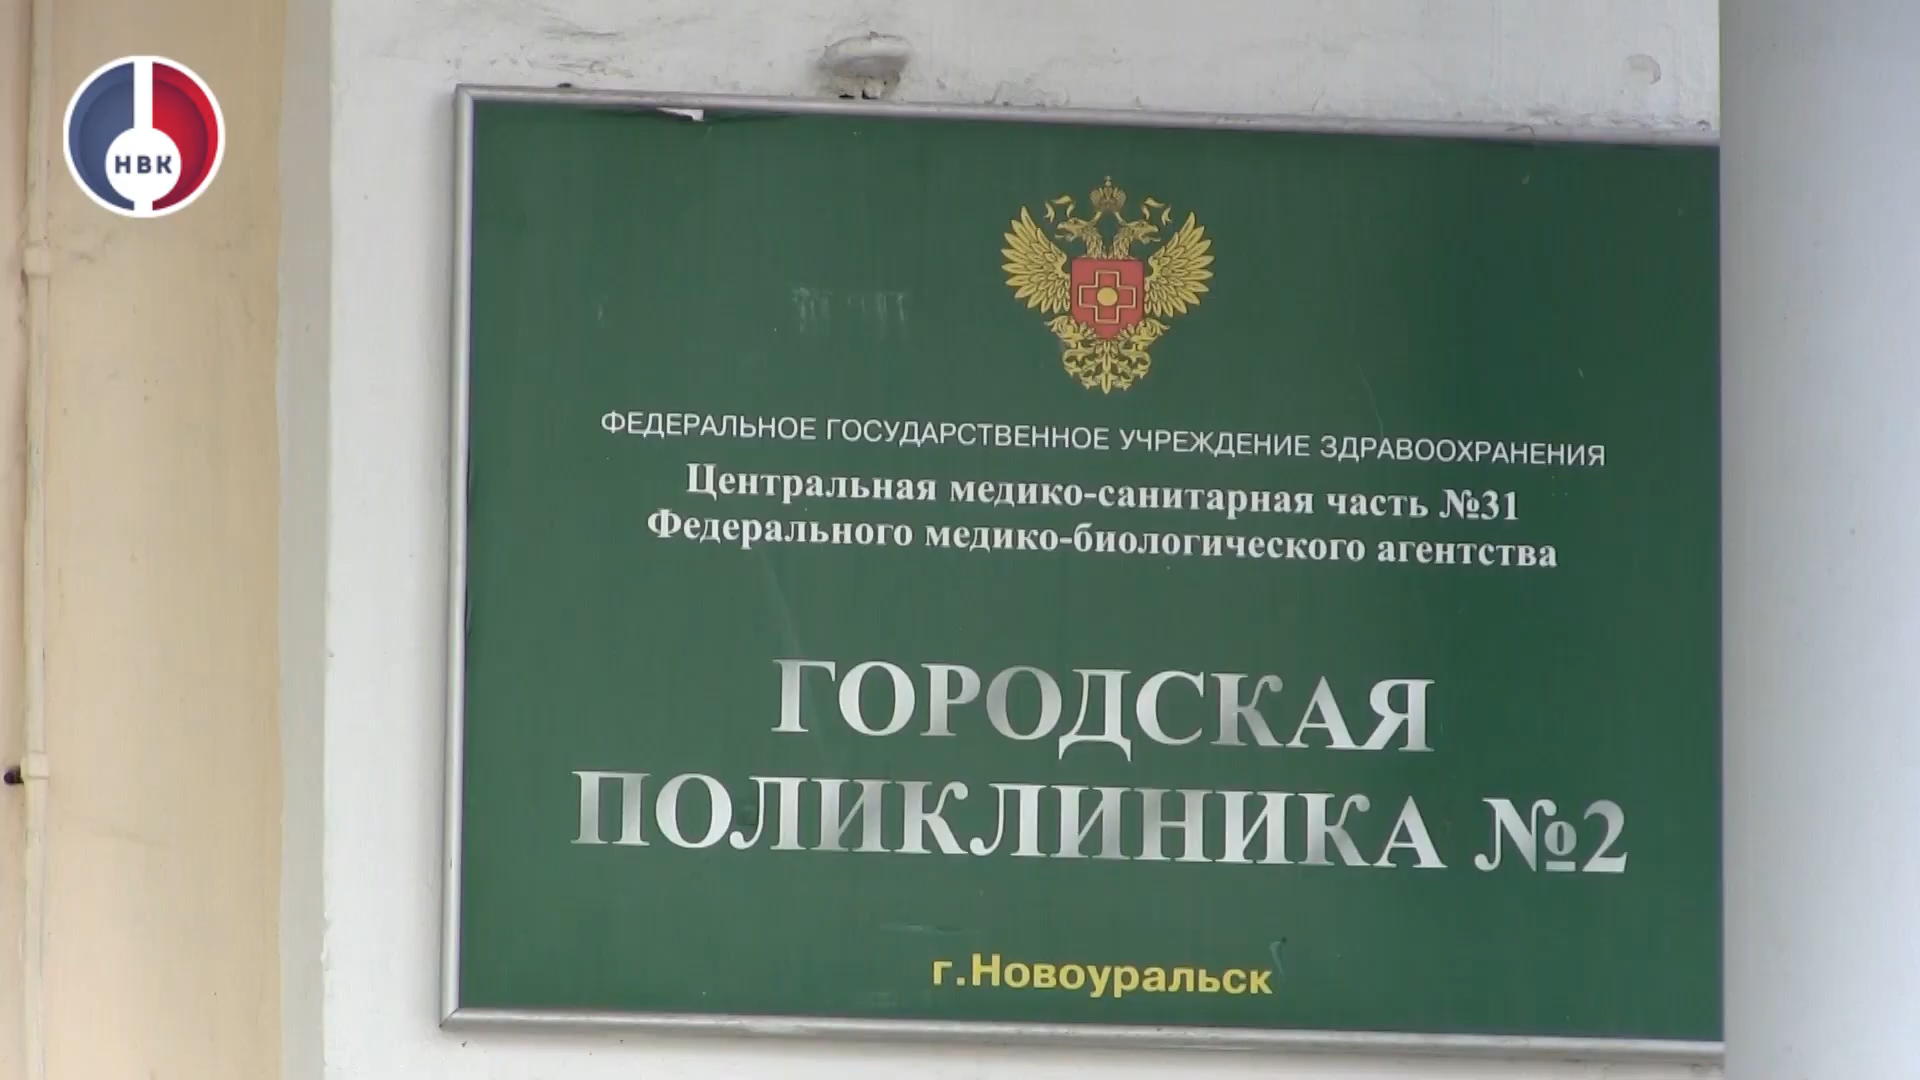 НВК
ФЕДЕРАЛЬНОЕ ГОСУДАРСТВЕННОЕ УЧРЕЖДЕНИЕ ЗДРАВООХРАНЕНИЯ
Центральная медико-санитарная часть №31
Федерального медико-биологического агентства
ГОРОДСКАЯ
ПОЛИКЛИНИКА №2
г.Новоуральск